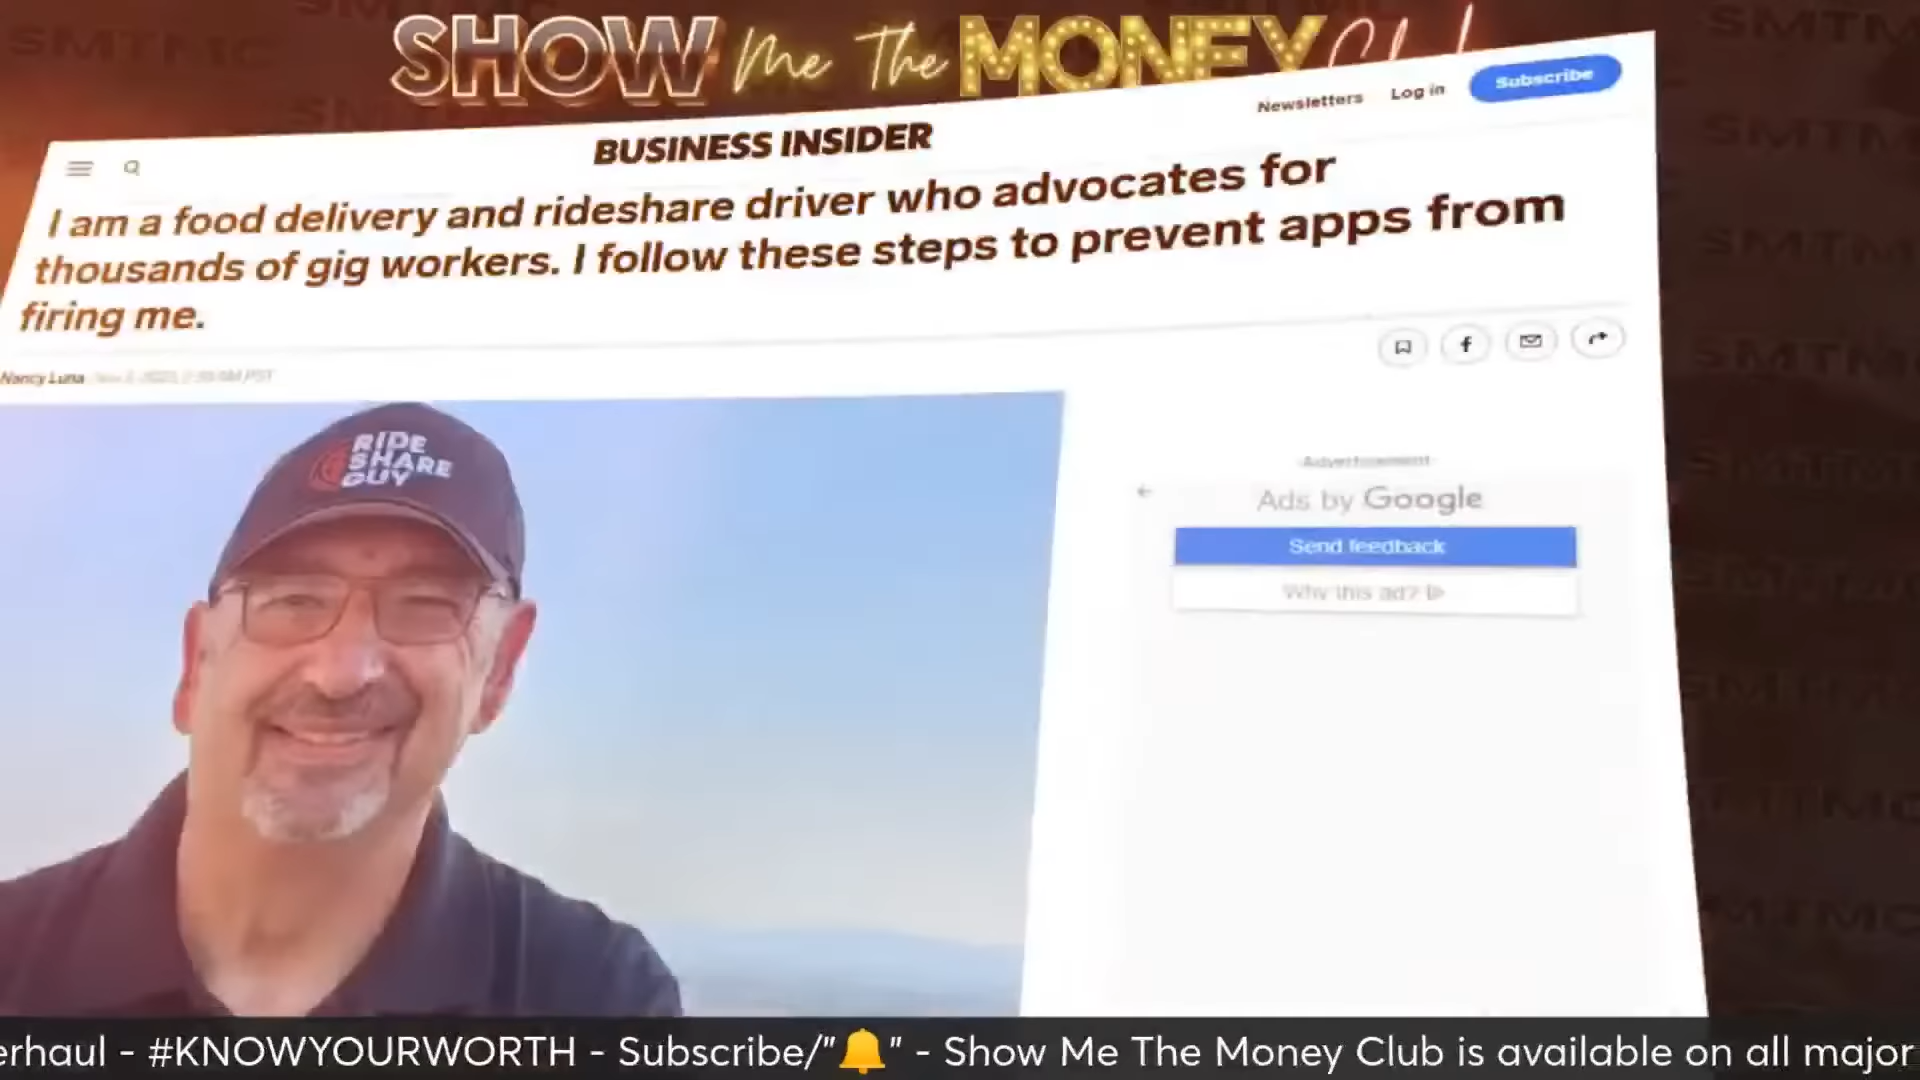 SMTMC
SHOW Me The MONEY Club
Newsletters Log in Subscribe
BUSINESS INSIDER
I am a food delivery and rideshare driver who advocates for
thousands of gig workers. I follow these steps to prevent apps from
firing me.
Nancy Luna
RIDE
SHARE
GUY
Advertisement
Ads by Google
Send feedback
Why this ad?
erhaul - #KNOWYOURWORTH - Subscribe/"🔔" - Show Me The Money Club is available on all major